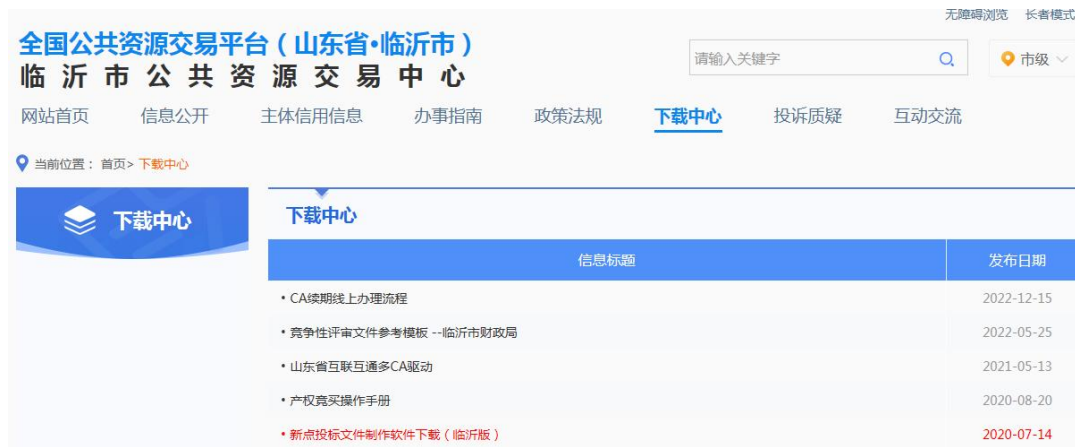 无障碍浏览 长者模式
全国公共资源交易平台（山东省•临沂市）
临沂市公共资源交易中心
请输入关键字
市级
网站首页 信息公开 主体信用信息 办事指南 政策法规 下载中心 投诉质疑 互动交流
当前位置：首页> 下载中心
下载中心
下载中心
信息标题 发布日期
• CA续期线上办理流程 2022-12-15
• 竞争性评审文件参考模板 --临沂市财政局 2022-05-25
• 山东省互联互通多CA驱动 2021-05-13
• 产权竞买操作手册 2020-08-20
• 新点投标文件制作软件下载（临沂版） 2020-07-14